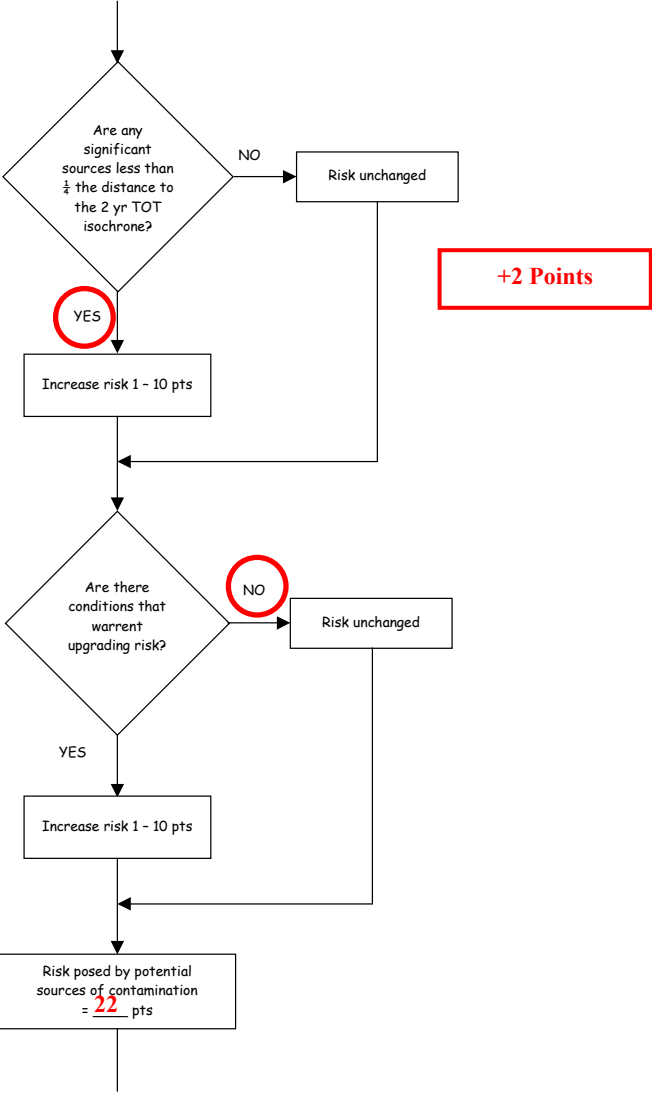 Are any
significant
sources less than
¼ the distance to
the 2 yr TOT
isochrone?
NO
Risk unchanged
+2 Points
YES
Increase risk 1 – 10 pts
Are there
conditions that
warrent
upgrading risk?
NO
Risk unchanged
YES
Increase risk 1 – 10 pts
Risk posed by potential
sources of contamination
= 22 pts